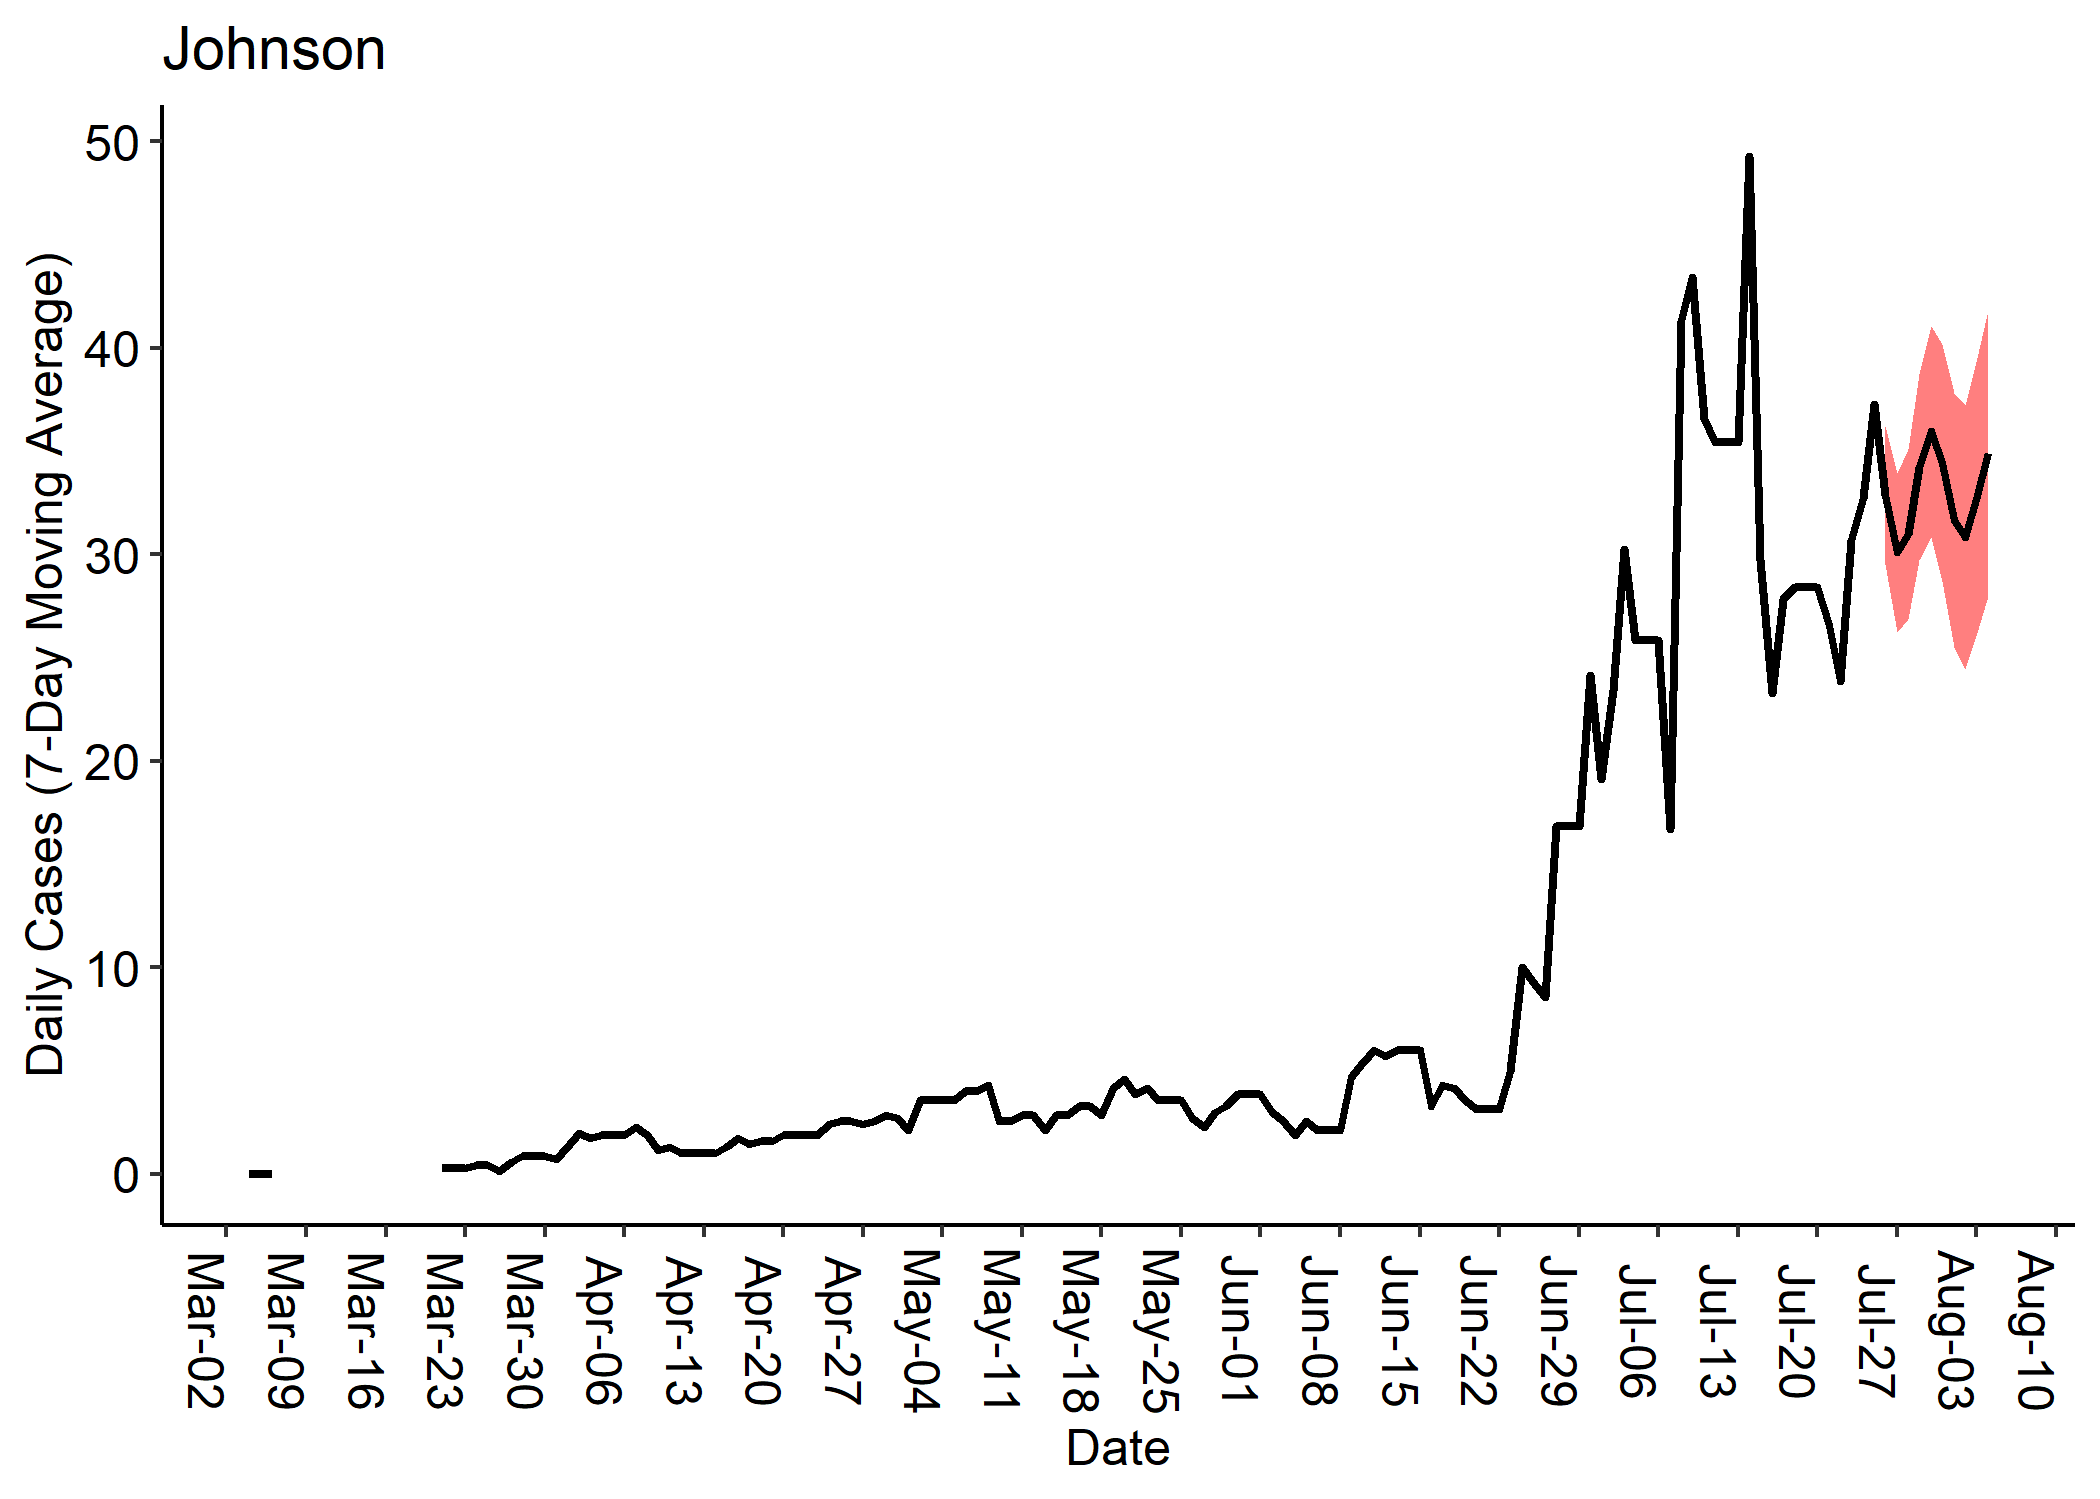 Johnson
Daily Cases (7-Day Moving Average)
50
40
30
20
10
0
Mar-02
Mar-09
Mar-16
Mar-23
Mar-30
Apr-06
Apr-13
Apr-20
Apr-27
May-04
May-11
May-18
May-25
Jun-01
Jun-08
Jun-15
Jun-22
Jun-29
Jul-06
Jul-13
Jul-20
Jul-27
Aug-03
Aug-10
Date